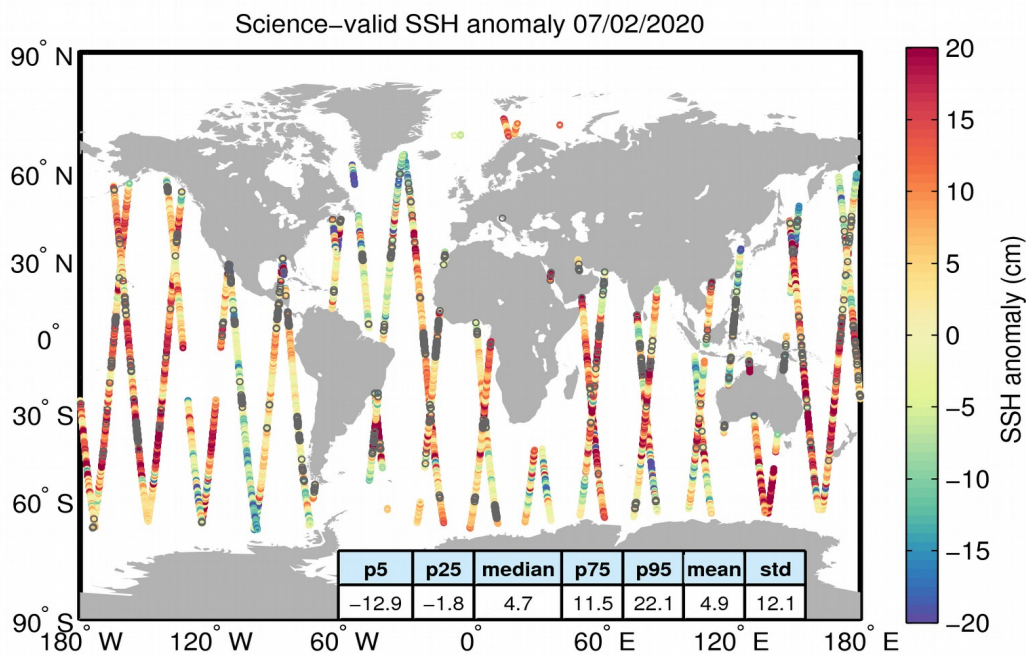 Science−valid SSH anomaly 07/02/2020
90° N
60° N
30° N
0°
30° S
60° S
90° S
180° W
120° W
60° W
0°
60° E
120° E
180° E
p5 p25 median p75 p95 mean std
−12.9 −1.8 4.7 11.5 22.1 4.9 12.1
20
15
10
5
0
−5
−10
−15
−20
SSH anomaly (cm)